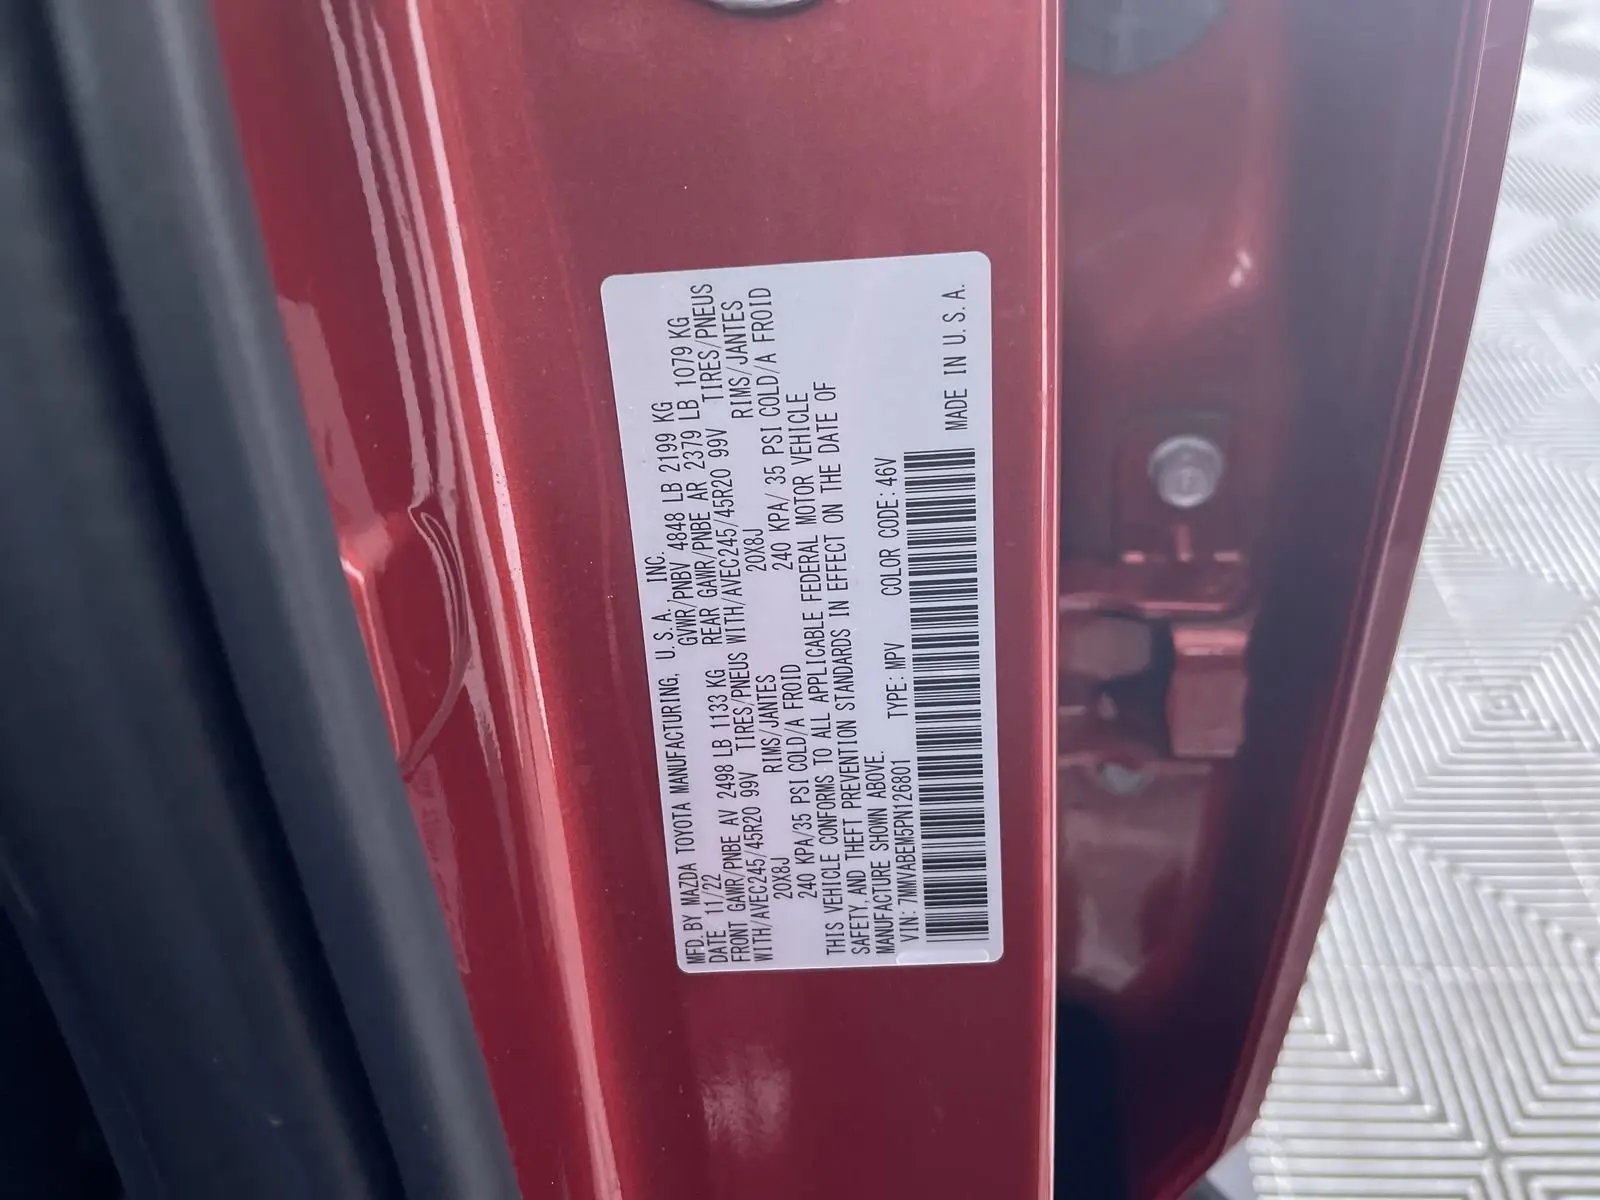 MFD. BY MAZDA TOYOTA MANUFACTURING, U. S. A. INC.
DATE 11/22 GVWR/PNBV 4848 LB 2199 KG
FRONT GAWR/PNBE AV 2498 LB 1133 KG REAR GAWR/PNBE AR 2379 LB 1079 KG
WITH/AVEC245/45R20 99V TIRES/PNEUS WITH/AVEC245/45R20 99V TIRES/PNEUS
20X8J RIMS/JANTES 20X8J RIMS/JANTES
240 KPA/35 PSI COLD/A FROID 240 KPA/ 35 PSI COLD/A FROID
THIS VEHICLE CONFORMS TO ALL APPLICABLE FEDERAL MOTOR VEHICLE
SAFETY, AND THEFT PREVENTION STANDARDS IN EFFECT ON THE DATE OF
MANUFACTURE SHOWN ABOVE.
VIN: 7MMVABEM5PN126801 TYPE: MPV COLOR CODE: 46V
MADE IN U. S. A.